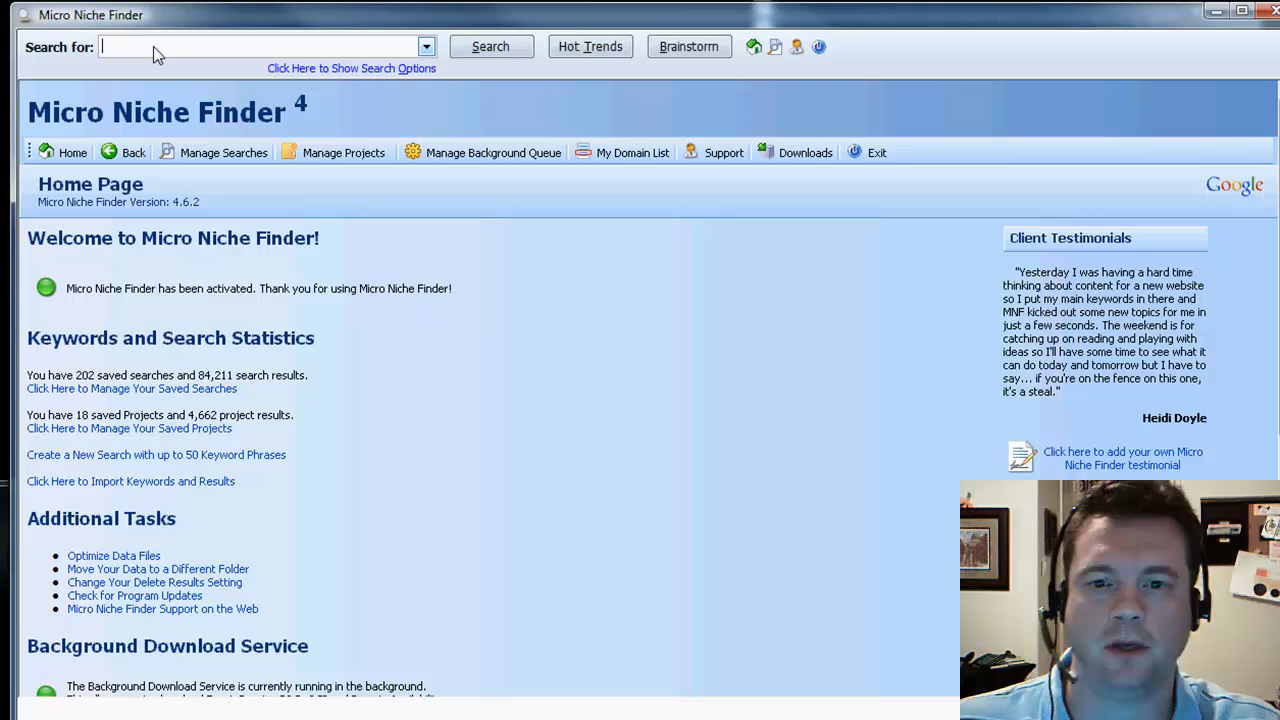 Micro Niche Finder
Search for:
Search
Hot Trends
Brainstorm
Click Here to Show Search Options
Micro Niche Finder 4
Home
Back
Manage Searches
Manage Projects
Manage Background Queue
My Domain List
Support
Downloads
Exit
Home Page
Micro Niche Finder Version: 4.6.2
Google
Welcome to Micro Niche Finder!
Micro Niche Finder has been activated. Thank you for using Micro Niche Finder!
Keywords and Search Statistics
You have 202 saved searches and 84,211 search results.
Click Here to Manage Your Saved Searches
You have 18 saved Projects and 4,662 project results.
Click Here to Manage Your Saved Projects
Create a New Search with up to 50 Keyword Phrases
Click Here to Import Keywords and Results
Additional Tasks
Optimize Data Files
Move Your Data to a Different Folder
Change Your Delete Results Setting
Check for Program Updates
Micro Niche Finder Support on the Web
Background Download Service
The Background Download Service is currently running in the background.
Client Testimonials
"Yesterday I was having a hard time
thinking about content for a new website
so I put my main keywords in there and
MNF kicked out some new topics for me in
just a few seconds. The weekend is for
catching up on reading and playing with
ideas so I'll have some time to see what it
can do today and tomorrow but I have to
say... if you're on the fence on this one,
it's a steal."
Heidi Doyle
Click here to add your own Micro
Niche Finder testimonial